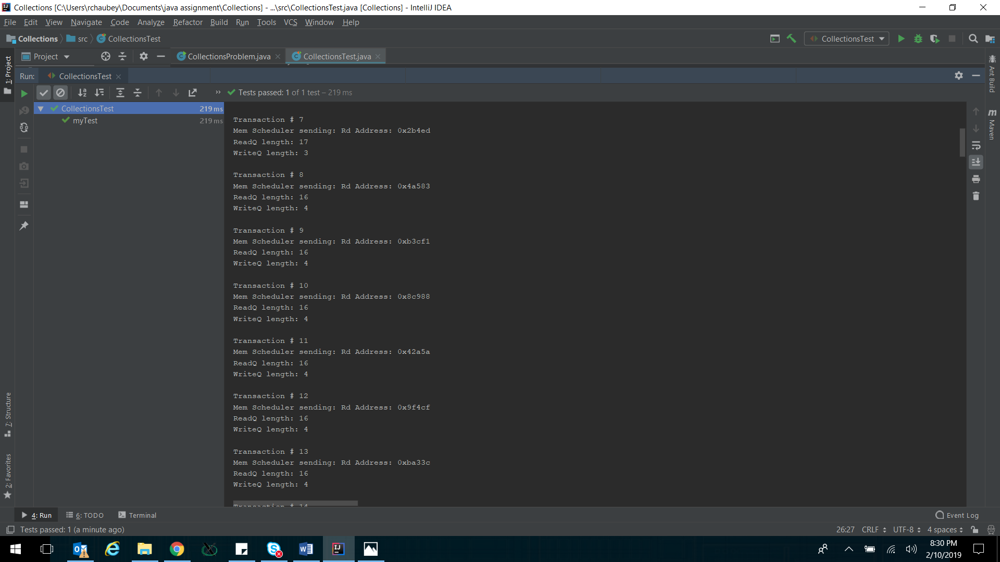 Collections [C:\Users\rchaubey\Documents\java assignment\Collections] - ...\src\CollectionsTest.java [Collections] - IntelliJ IDEA
File Edit View Navigate Code Analyze Refactor Build Run Tools VCS Window Help
Collections src CollectionsTest
CollectionsTest
1: Project
Project
CollectionsProblem.java
CollectionsTest.java
Ant Build
Maven
Run: CollectionsTest
Tests passed: 1 of 1 test – 219 ms
CollectionsTest 219 ms
myTest 219 ms
Transaction # 7
Mem Scheduler sending: Rd Address: 0x2b4ed
ReadQ length: 17
WriteQ length: 3
Transaction # 8
Mem Scheduler sending: Rd Address: 0x4a583
ReadQ length: 16
WriteQ length: 4
Transaction # 9
Mem Scheduler sending: Rd Address: 0xb3cf1
ReadQ length: 16
WriteQ length: 4
Transaction # 10
Mem Scheduler sending: Rd Address: 0x8c988
ReadQ length: 16
WriteQ length: 4
Transaction # 11
Mem Scheduler sending: Rd Address: 0x42a5a
ReadQ length: 16
WriteQ length: 4
Transaction # 12
Mem Scheduler sending: Rd Address: 0x9f4cf
ReadQ length: 16
WriteQ length: 4
Transaction # 13
Mem Scheduler sending: Rd Address: 0xba33c
ReadQ length: 16
WriteQ length: 4
Transaction # 14
7: Structure
2: Favorites
4: Run
6: TODO
Terminal
Event Log
Tests passed: 1 (a minute ago)
26:27 CRLF UTF-8 4 spaces
8:30 PM
2/10/2019